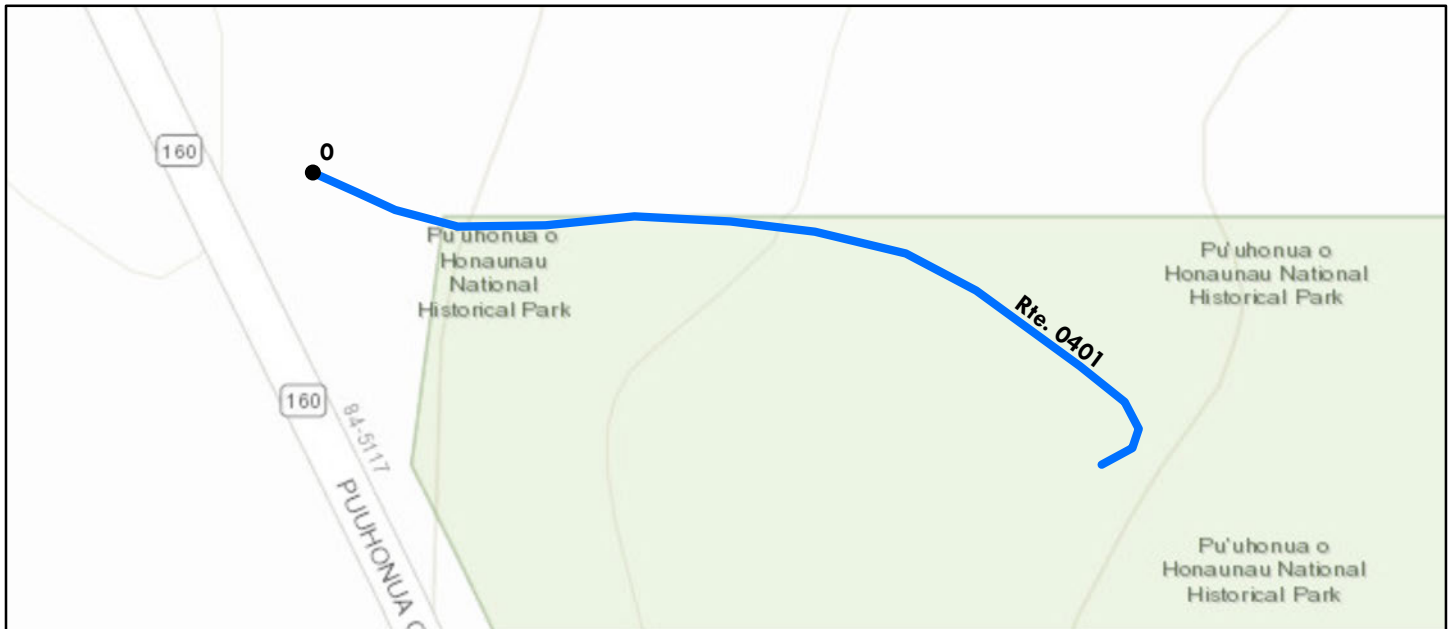 160
0
Pu'uhonua o
Honaunau
National
Historical Park
Pu'uhonua o
Honaunau National
Historical Park
Rte. 0401
160
84-5117
PUUHONUA
Pu'uhonua o
Honaunau National
Historical Park